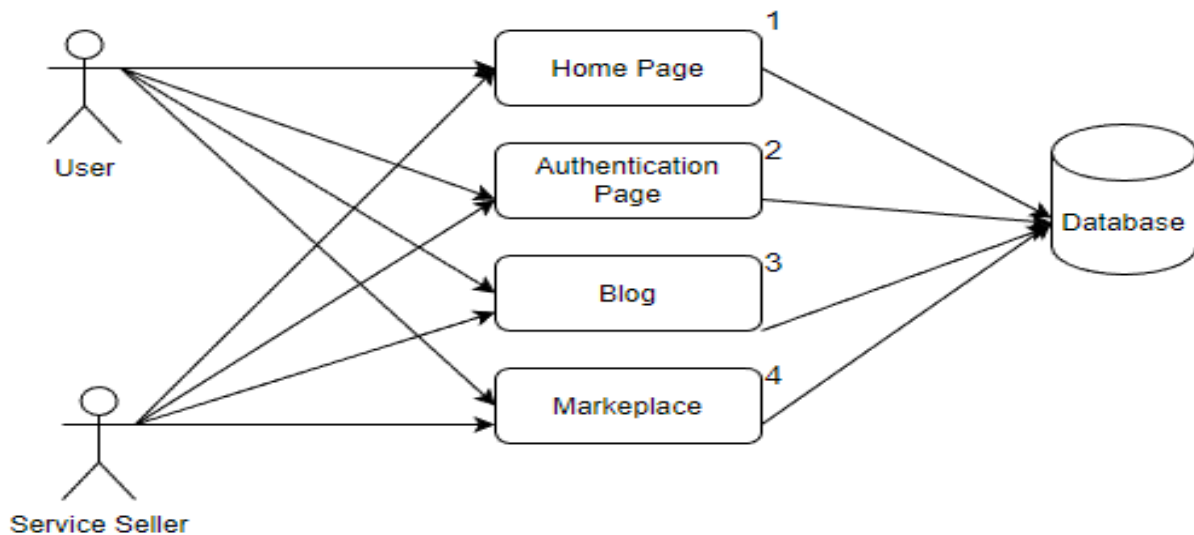 1
Home Page
User
2
Authentication
Page
Database
3
Blog
4
Markeplace
Service Seller